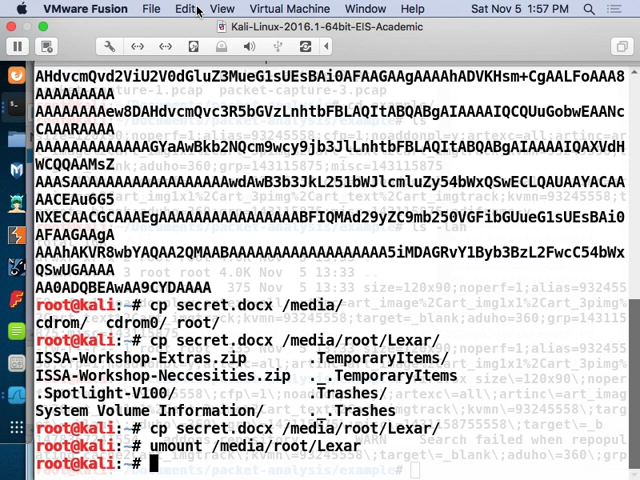 VMware Fusion File Edit View Virtual Machine Window Help Sat Nov 5 1:57 PM
Kali-Linux-2016.1-64bit-EIS-Academic
AHdvcmQvd2ViU2V0dGluZ3MueG1sUEsBAi0AFAAGAAgAAAAhADVKHsm+CgAALFoAAA8
AAAAAAAAA
AAAAAAAAew8DAHdvcmQvc3R5bGVzLnhtbFBLAQItABQABgAIAAAAIQCQUuGobwEAANc
CAAARAAAA
AAAAAAAAAAAAAGYaAwBkb2NQcm9wcy9jb3JlLnhtbFBLAQItABQABgAIAAAAIQAXVdH
WCQQAAMsZ
AAASAAAAAAAAAAAAAAAAAAwdAwB3b3JkL251bWJlcmluZy54bWxQSwECLQAUAAYACAA
AACEAu6G5
NXECAACGCAAAEgAAAAAAAAAAAAAAAABFIQMAd29yZC9mb250VGFibGUueG1sUEsBAi0
AFAAGAAgA
AAAhAKVR8wbYAQAA2QMAABAAAAAAAAAAAAAAAAAA5iMDAGRvY1Byb3BzL2FwcC54bWx
QSwUGAAAA
AA0ADQBEAwAA9CYDAAAA
root@kali:~# cp secret.docx /media/
cdrom/ cdrom0/ root/
root@kali:~# cp secret.docx /media/root/Lexar/
ISSA-Workshop-Extras.zip .TemporaryItems/
ISSA-Workshop-Neccesities.zip ._.TemporaryItems
.Spotlight-V100/ .Trashes/
System Volume Information/ ._.Trashes
root@kali:~# cp secret.docx /media/root/Lexar/
root@kali:~# umount /media/root/Lexar
root@kali:~#